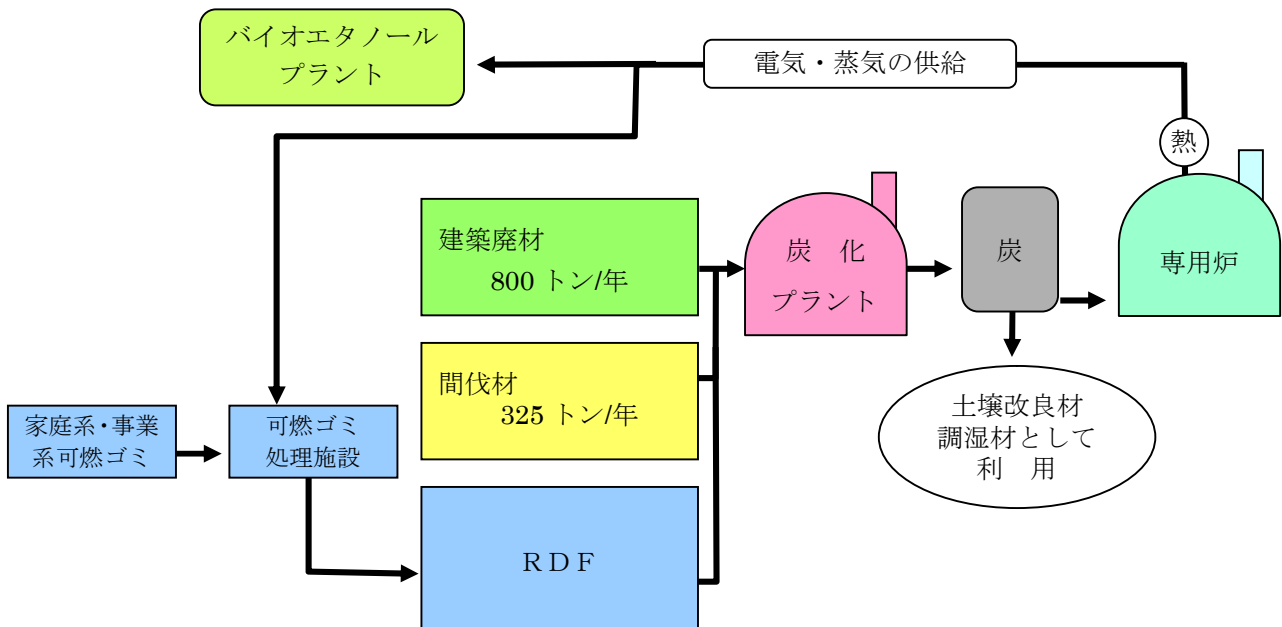 バイオエタノール
プラント
電気・蒸気の供給
熱
建築廃材
800 トン/年
炭　化
プラント
炭
専用炉
間伐材
325 トン/年
家庭系・事業
系可燃ゴミ
可燃ゴミ
処理施設
土壌改良材
調湿材として
利　用
ＲＤＦ